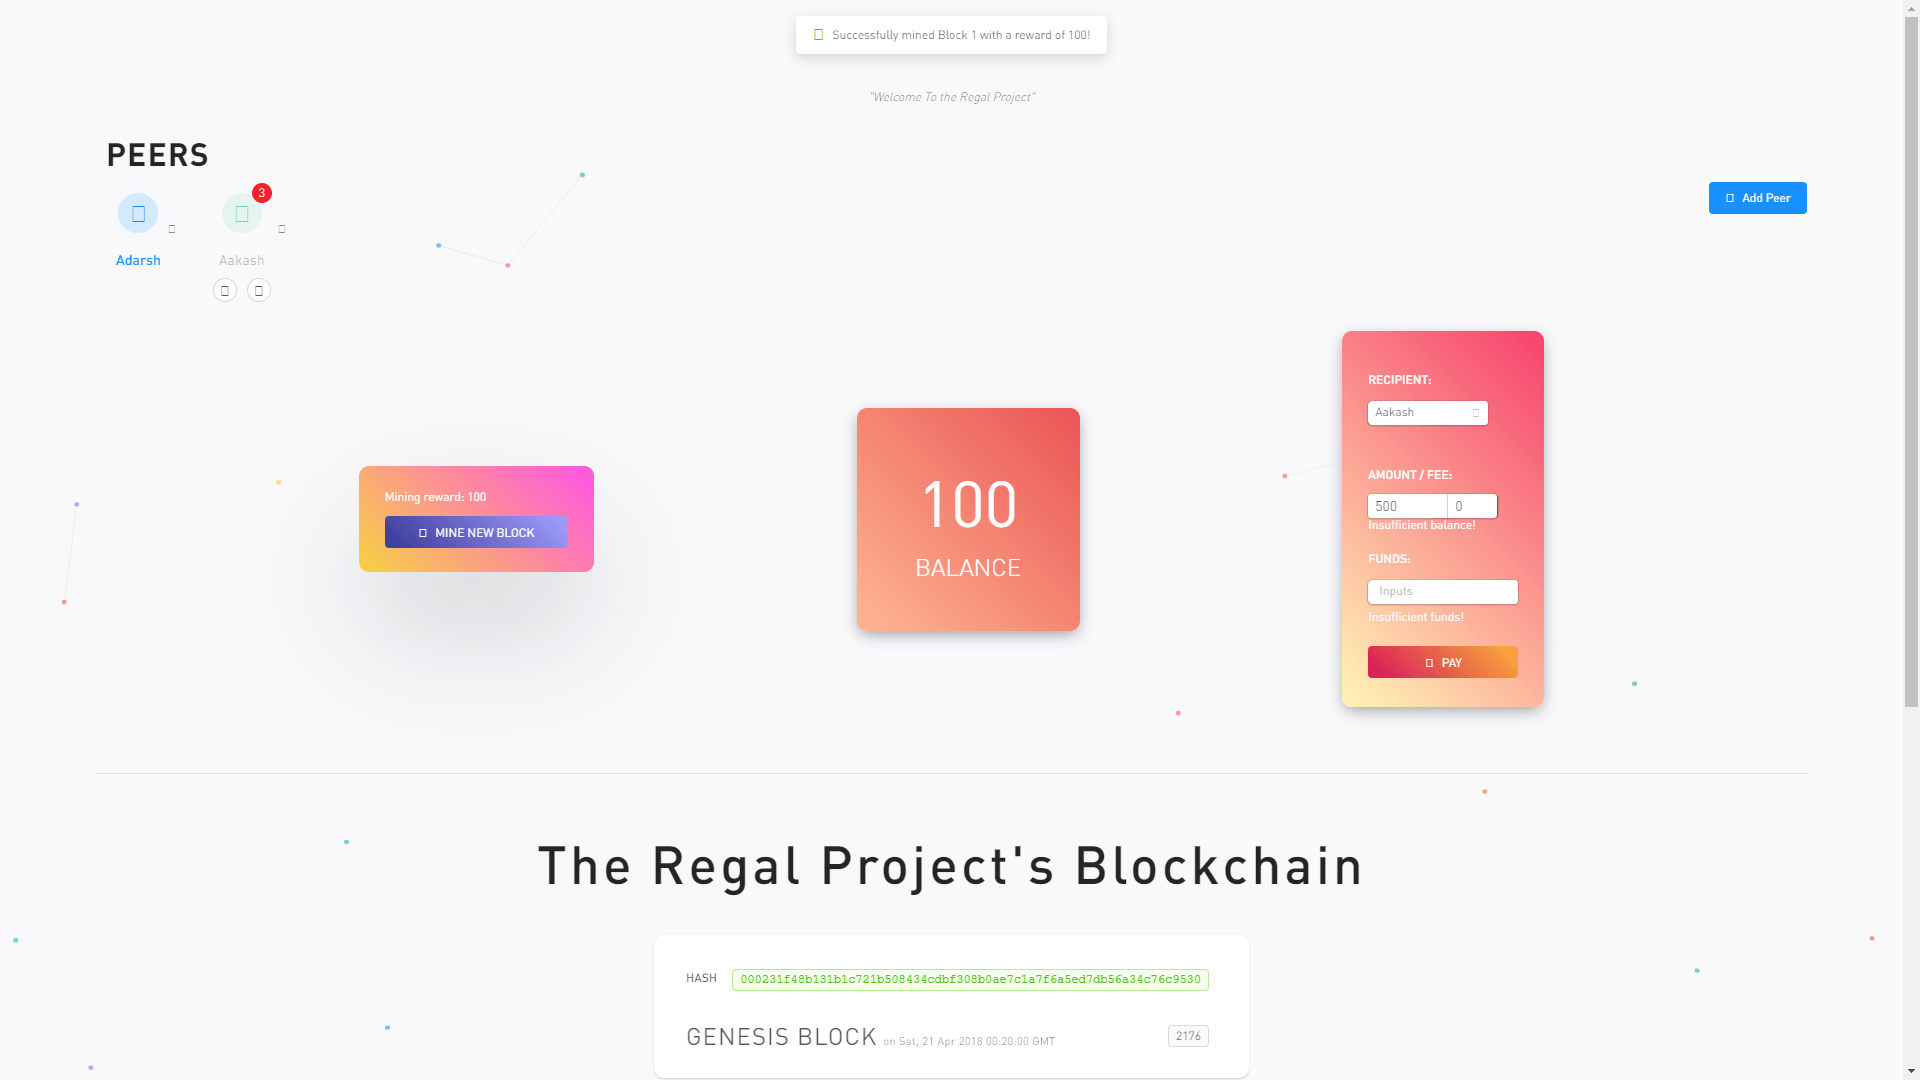 Successfully mined Block 1 with a reward of 100!
"Welcome To the Regal Project"
PEERS
3
Add Peer
Adarsh
Aakash
RECIPIENT:
Aakash
AMOUNT / FEE:
500
0
Insufficient balance!
Mining reward: 100
MINE NEW BLOCK
100
BALANCE
FUNDS:
Inputs
Insufficient funds!
PAY
The Regal Project's Blockchain
HASH 000231f48b131b1c721b508434cdbf308b0ae7c1a7f6a5ed7db56a34c76c9530
GENESIS BLOCK on Sat, 21 Apr 2018 00:20:00 GMT
2176